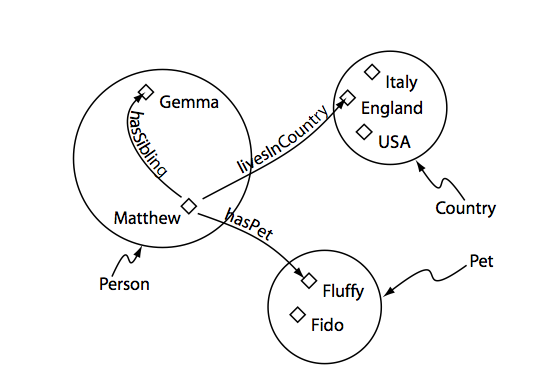 Italy
Gemma
England
hasSibling
livesInCountry
USA
Matthew
hasPet
Country
Person
Pet
Fluffy
Fido